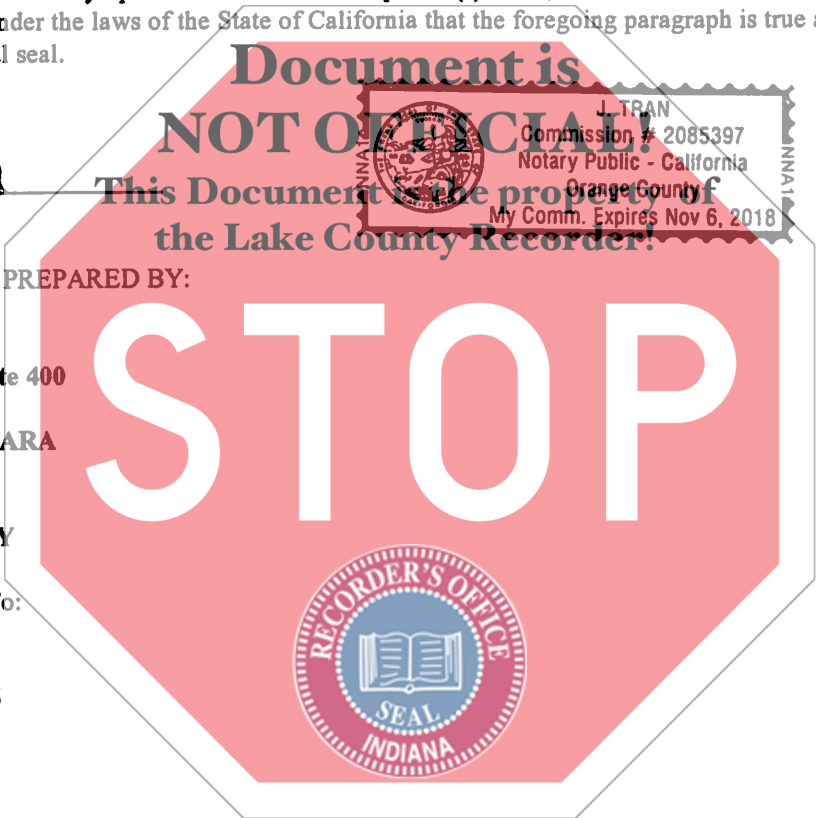 nder the laws of the State of California that the foregoing paragraph is true a
l seal.
Document is
NOT OFFICIAL!
J. TRAN
Commission # 2085397
Notary Public - California
Orange County
My Comm. Expires Nov 6, 2018
NNA1
NNA1
This Document is the property of
the Lake County Recorder!
PREPARED BY:
STOP
te 400
ARA
Y
o:
RECORDER'S OFFICE
SEAL
INDIANA